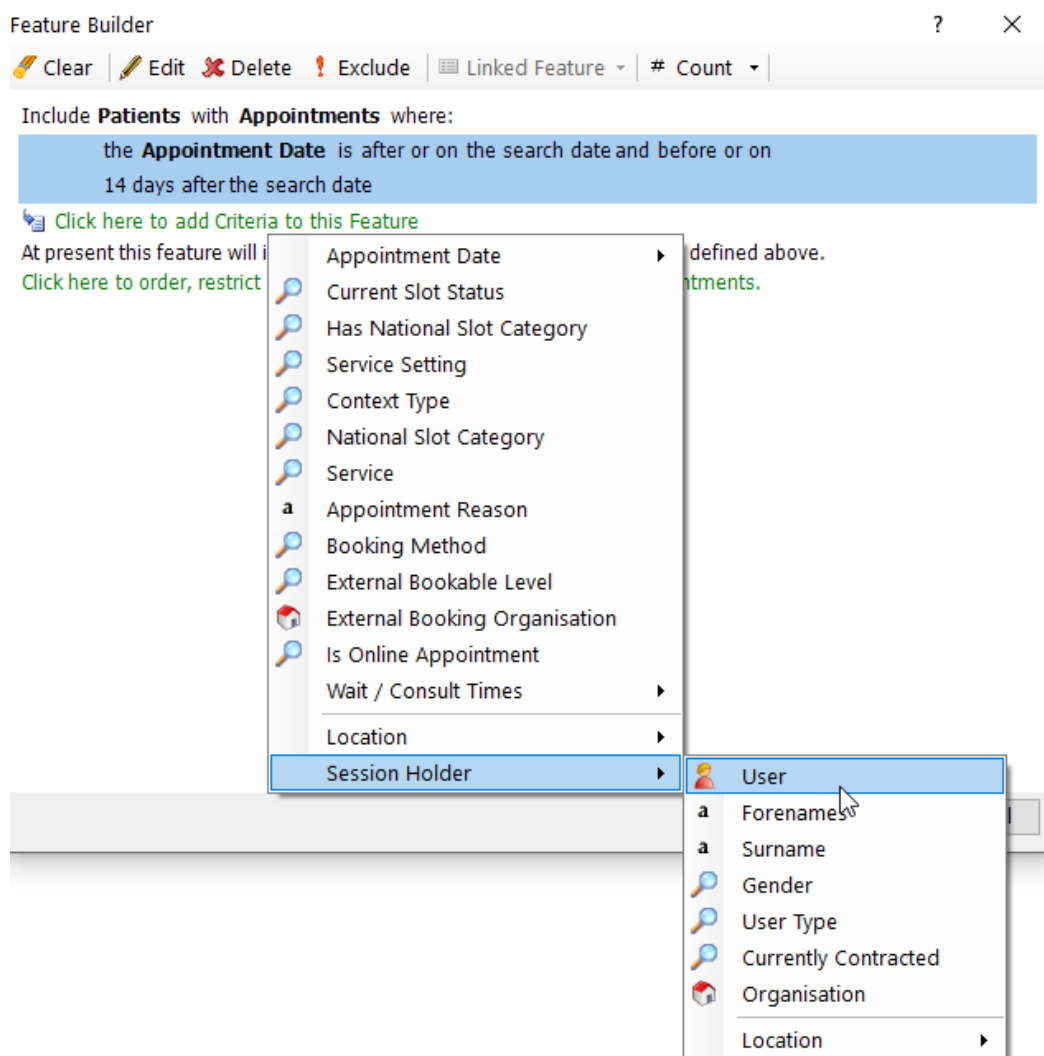 Feature Builder ? ×
Clear Edit Delete Exclude Linked Feature # Count
Include Patients with Appointments where:
the Appointment Date is after or on the search date and before or on
14 days after the search date
Click here to add Criteria to this Feature
At present this feature will defined above.
Click here to order, restrict
Appointment Date
Current Slot Status
Has National Slot Category
Service Setting
Context Type
National Slot Category
Service
a Appointment Reason
Booking Method
External Bookable Level
External Booking Organisation
Is Online Appointment
Wait / Consult Times
Location
Session Holder
User
a Forenames
a Surname
Gender
User Type
Currently Contracted
Organisation
Location